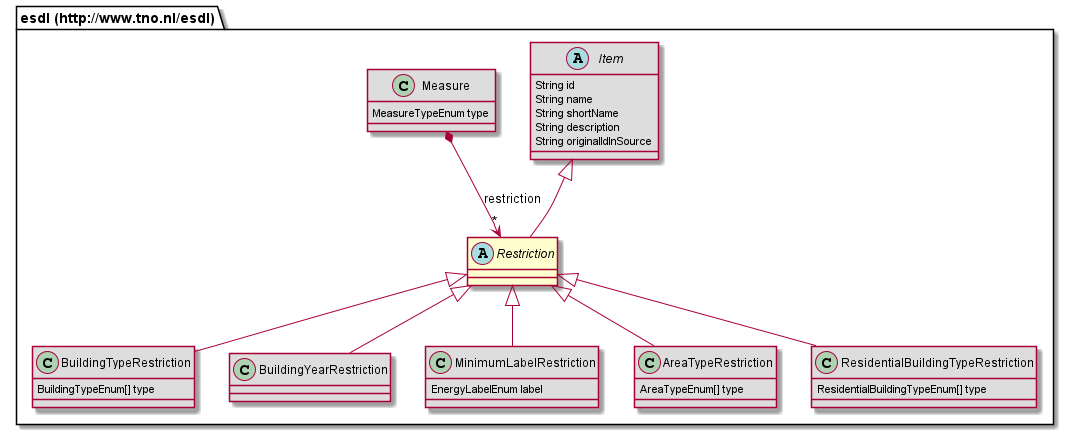 esdl (http://www.tno.nl/esdl)
A Item
String id
String name
String shortName
String description
String originalIdInSource
C Measure
MeasureTypeEnum type
restriction
*
A Restriction
C BuildingTypeRestriction
BuildingTypeEnum[] type
C BuildingYearRestriction
C MinimumLabelRestriction
EnergyLabelEnum label
C AreaTypeRestriction
AreaTypeEnum[] type
C ResidentialBuildingTypeRestriction
ResidentialBuildingTypeEnum[] type